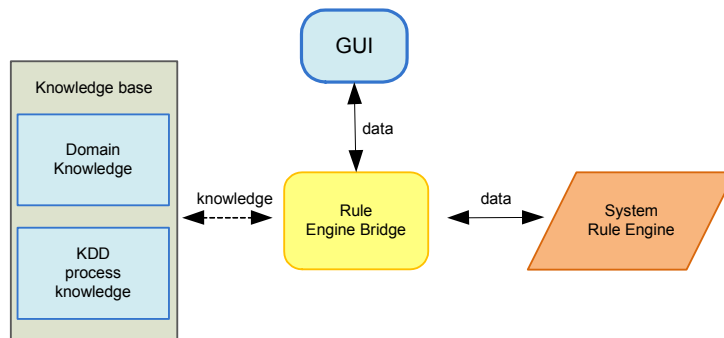 GUI
Knowledge base
data
Domain
Knowledge
knowledge
Rule
Engine Bridge
data
System
Rule Engine
KDD
process
knowledge